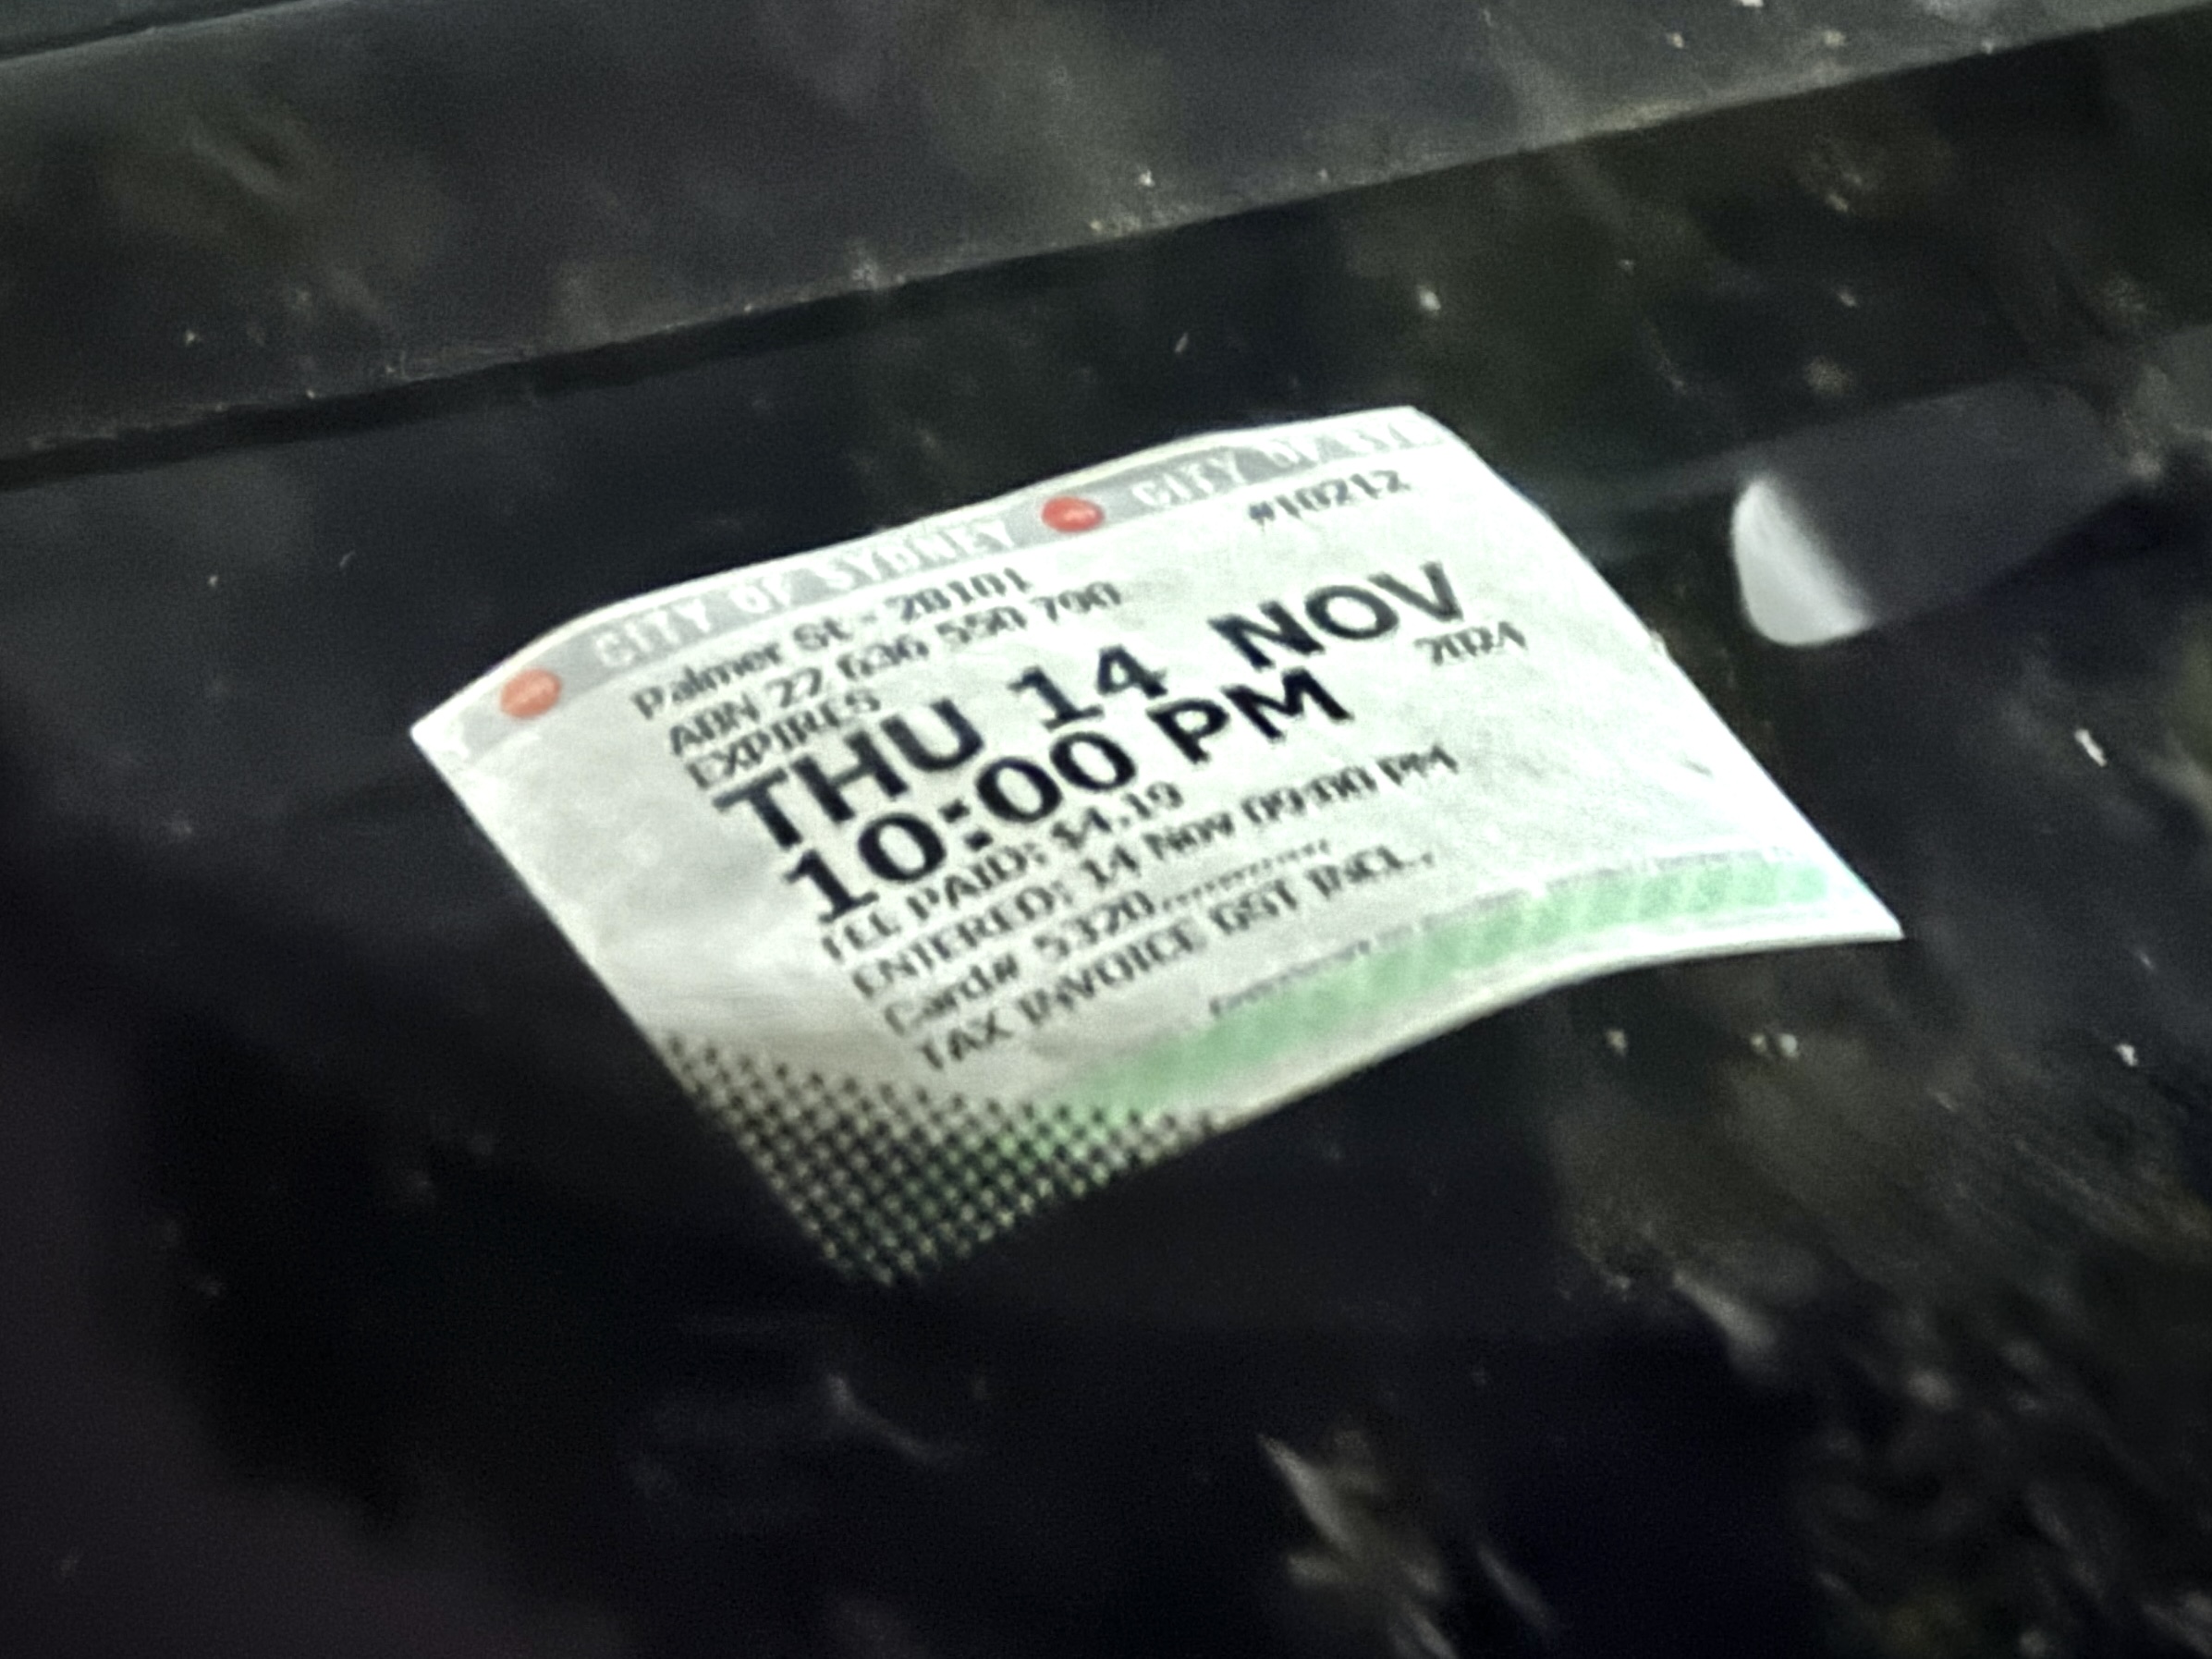 CITY OF SYDNEY CITY OF SY
#10212
Palmer St - 28101
ABN 22 636 550 790
EXPIRES
THU 14 NOV
2024
10:00 PM
FEE PAID: $4.19
ENTERED: 14 Nov 09:00 PM
Card# 5320............
TAX INVOICE GST INCL.